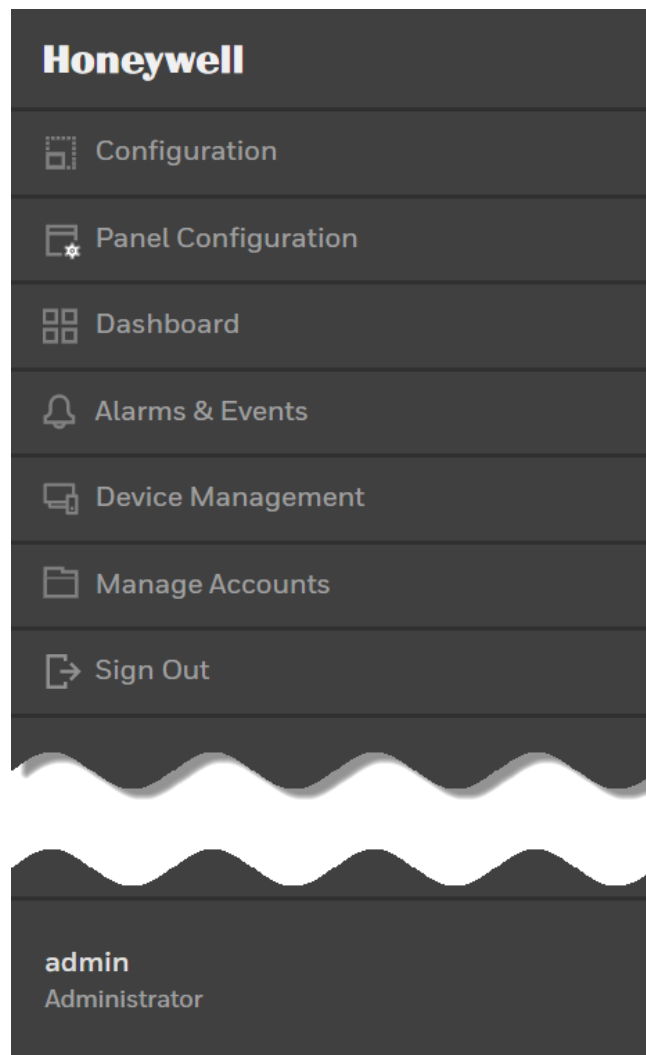 Honeywell
Configuration
Panel Configuration
Dashboard
Alarms & Events
Device Management
Manage Accounts
Sign Out
admin
Administrator